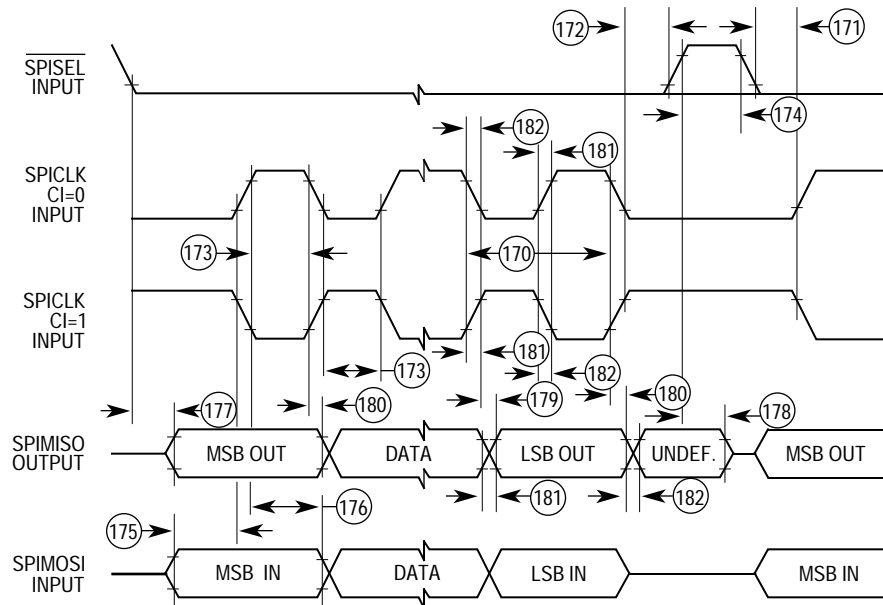 172
171
SPISEL
INPUT
174
182
181
SPICLK
CI=0
INPUT
173
170
SPICLK
CI=1
INPUT
181
173
182
179
180
180
177
178
SPIMISO
OUTPUT
MSB OUT
DATA
LSB OUT
UNDEF.
MSB OUT
181
182
176
175
SPIMOSI
INPUT
MSB IN
DATA
LSB IN
MSB IN